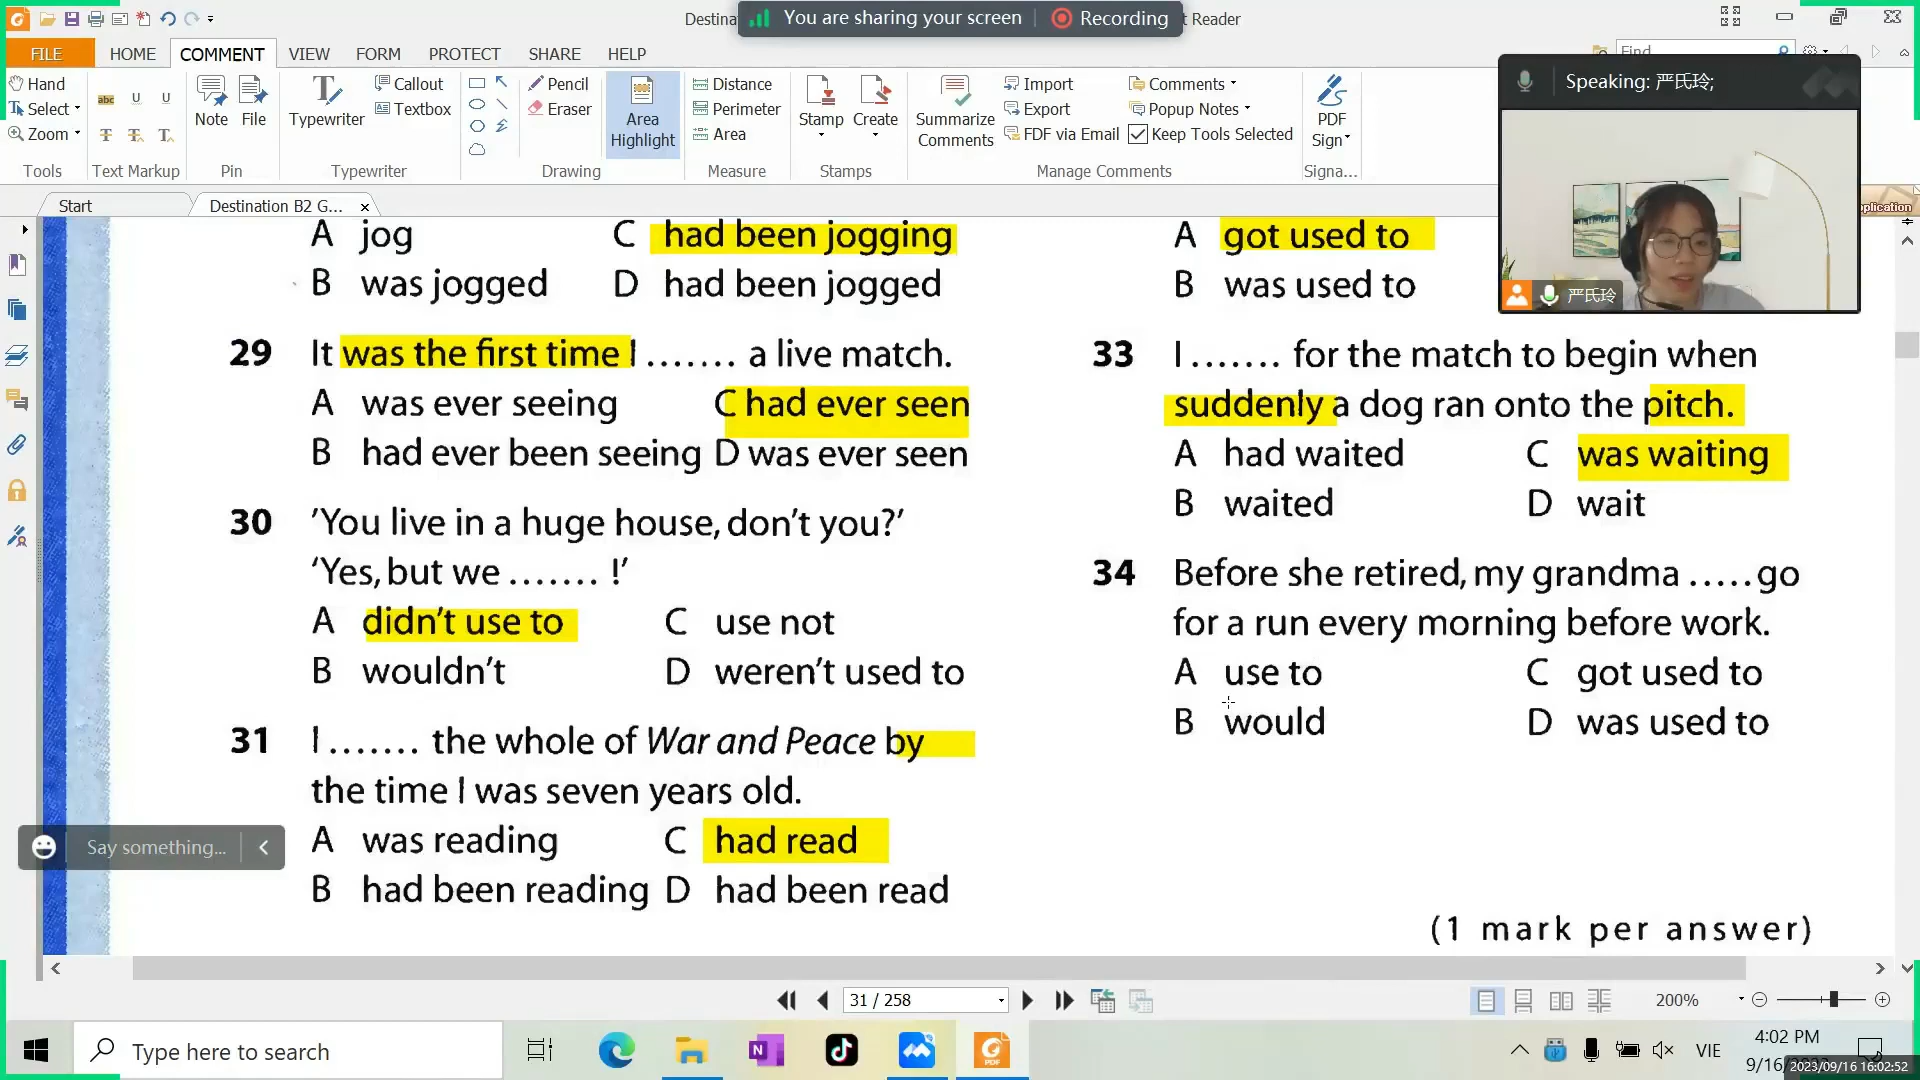 Destina
You are sharing your screen
Recording
t Reader
FILE
HOME
COMMENT
VIEW
FORM
PROTECT
SHARE
HELP
Find
Hand
Select
Zoom
Tools
abc
U
U
T
T
T
Text Markup
Note
File
Pin
Typewriter
Callout
Textbox
Typewriter
Pencil
Eraser
Drawing
Area
Highlight
Distance
Perimeter
Area
Measure
Stamp
Create
Stamps
Summarize
Comments
Import
Export
FDF via Email
Comments
Popup Notes
Keep Tools Selected
Manage Comments
PDF
Sign
Signa...
Speaking: 严氏玲;
严氏玲
plication
Start
Destination B2 G...
A jog C had been jogging
B was jogged D had been jogged
29 It was the first time I ....... a live match.
A was ever seeing C had ever seen
B had ever been seeing D was ever seen
30 'You live in a huge house, don't you?'
'Yes, but we ....... !'
A didn't use to C use not
B wouldn't D weren't used to
31 I ....... the whole of War and Peace by
the time I was seven years old.
A was reading C had read
B had been reading D had been read
A got used to
B was used to
33 I ....... for the match to begin when
suddenly a dog ran onto the pitch.
A had waited C was waiting
B waited D wait
34 Before she retired, my grandma ..... go
for a run every morning before work.
A use to C got used to
B would D was used to
(1 mark per answer)
Say something...
31 / 258
200%
Type here to search
N
PDF
VIE
4:02 PM
9/16/2023
2023/09/16 16:02:52